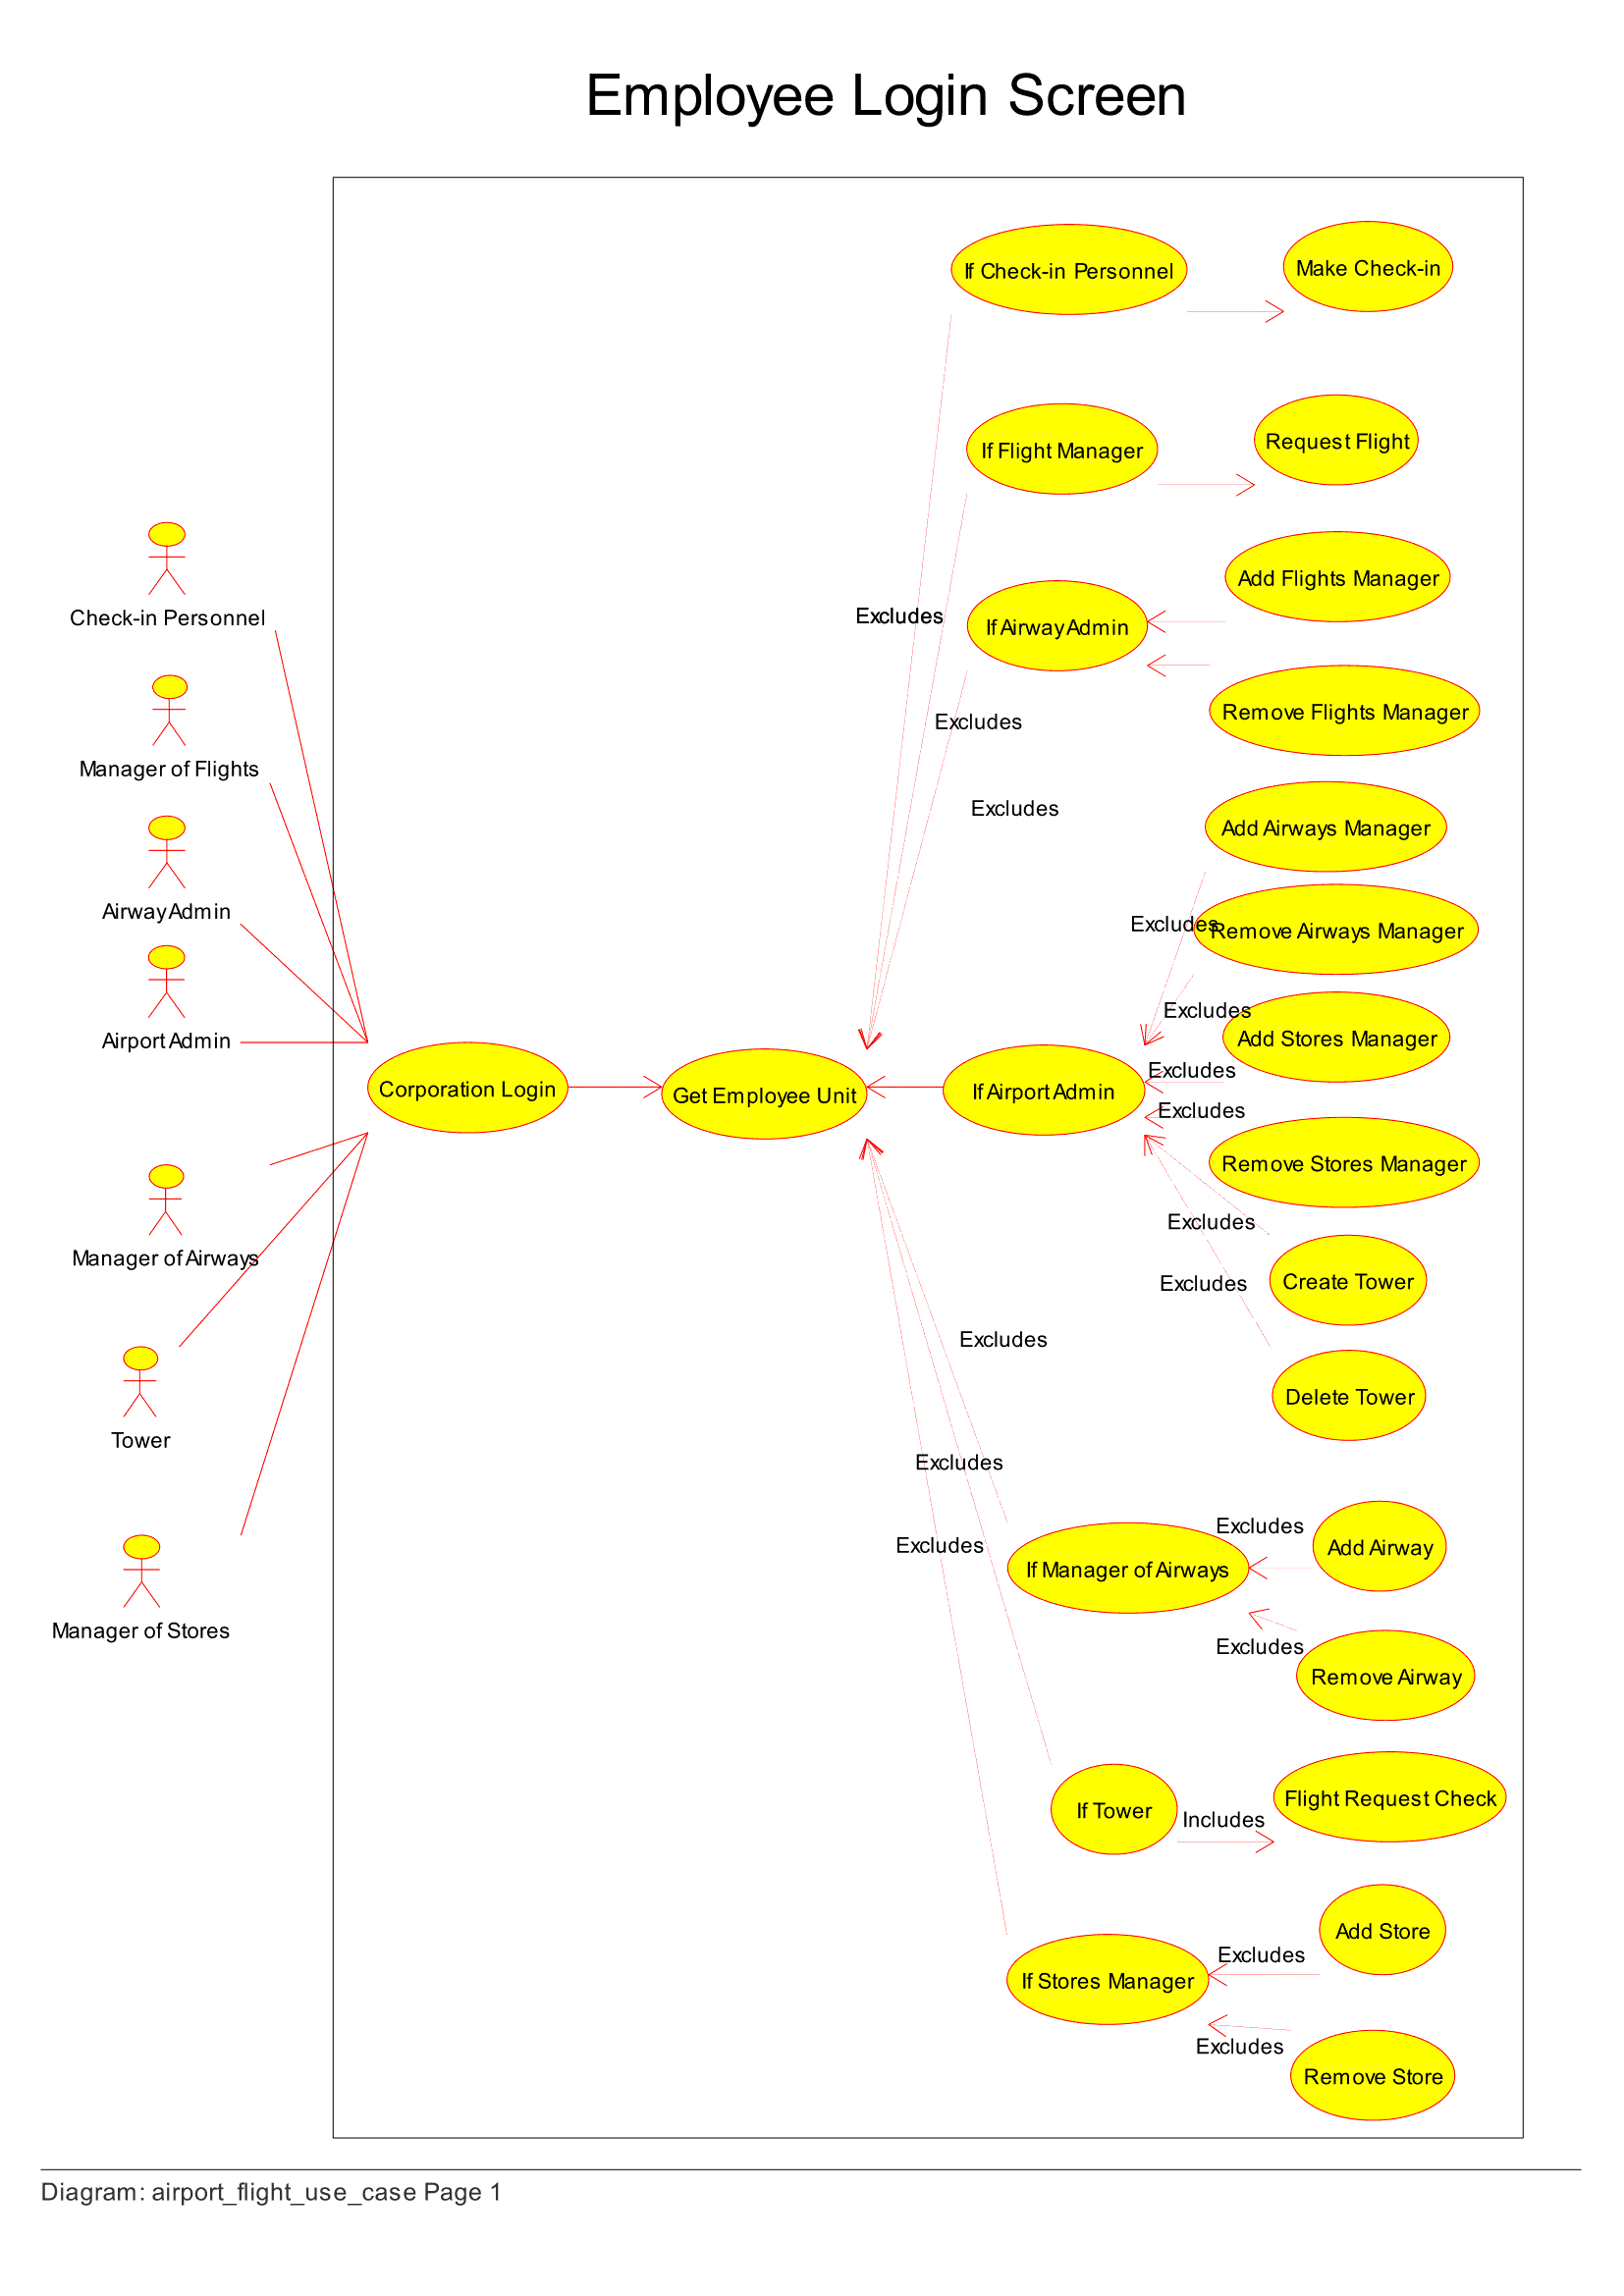 Employee Login Screen
If Check-in Personnel
Make Check-in
If Flight Manager
Request Flight
Check-in Personnel
Excludes
If Airway Admin
Add Flights Manager
Remove Flights Manager
Manager of Flights
Excludes
Excludes
Add Airways Manager
Airway Admin
Excludes
Remove Airways Manager
Excludes
Add Stores Manager
Airport Admin
Corporation Login
Get Employee Unit
If Airport Admin
Excludes
Excludes
Remove Stores Manager
Manager of Airways
Excludes
Excludes
Create Tower
Excludes
Delete Tower
Tower
Excludes
Excludes
If Manager of Airways
Excludes
Add Airway
Manager of Stores
Excludes
Remove Airway
If Tower
Includes
Flight Request Check
If Stores Manager
Excludes
Add Store
Excludes
Remove Store
Diagram: airport_flight_use_case Page 1